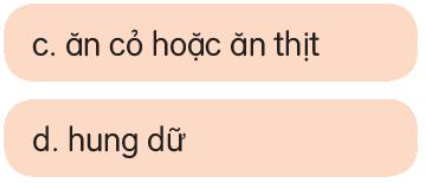 c. ăn cỏ hoặc ăn thịt
d. hung dữ